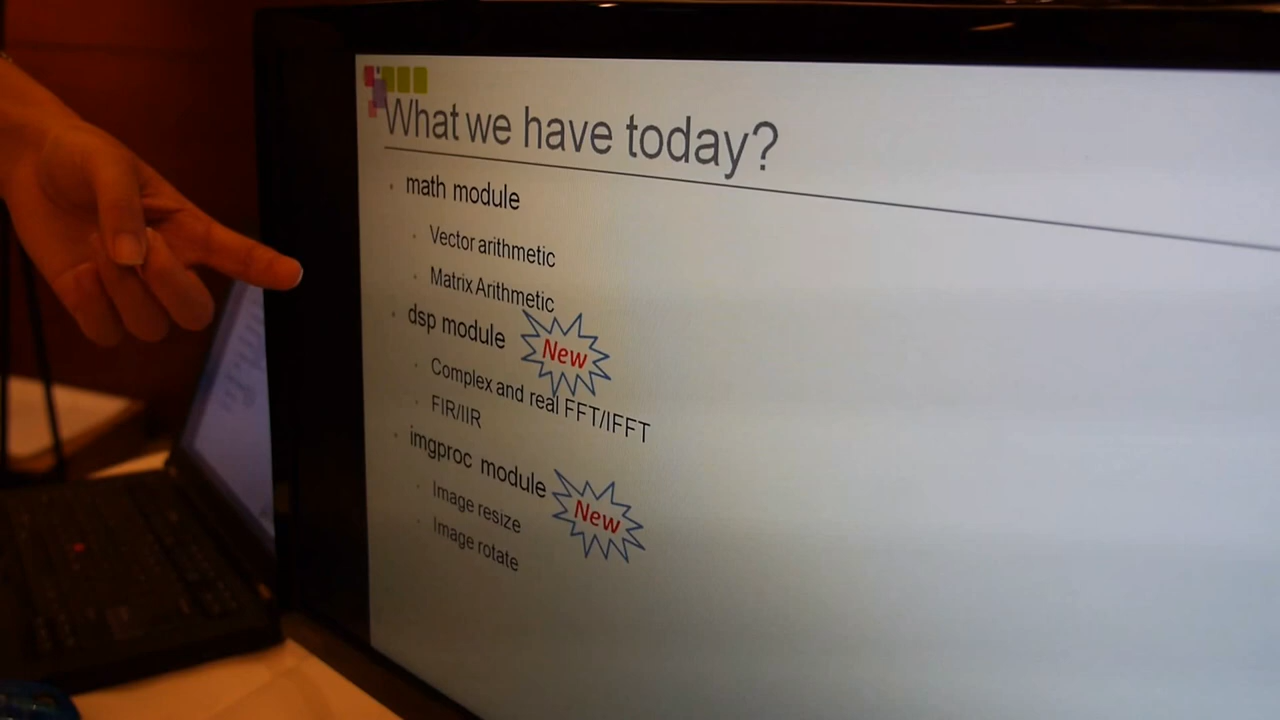 What we have today?
math module
Vector arithmetic
Matrix Arithmetic
dsp module
New
Complex and real FFT/IFFT
FIR/IIR
imgproc module
New
Image resize
Image rotate